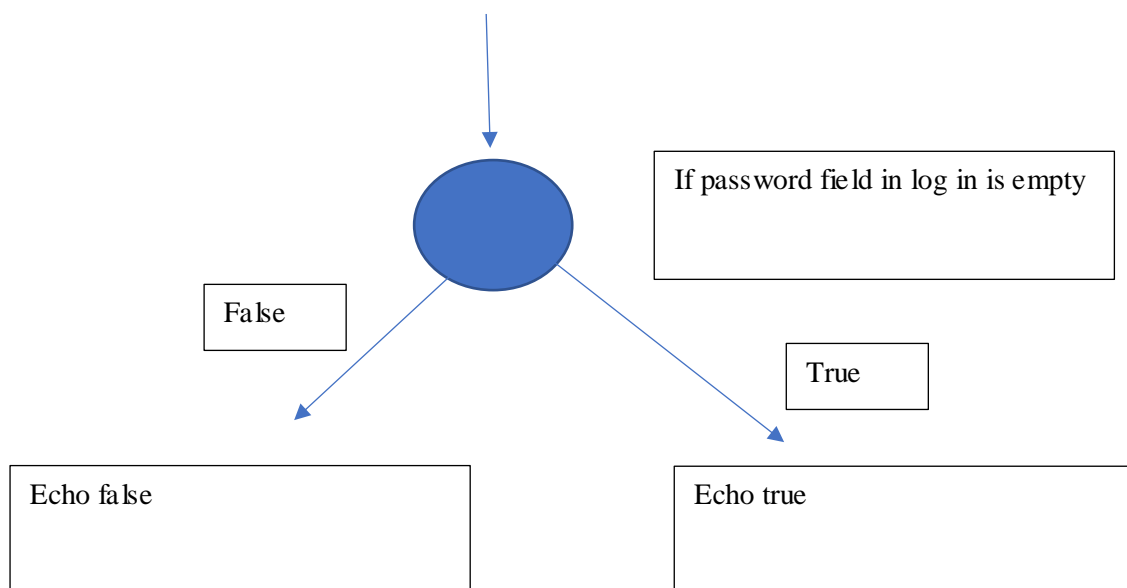 If password field in log in is empty
False
True
Echo false
Echo true